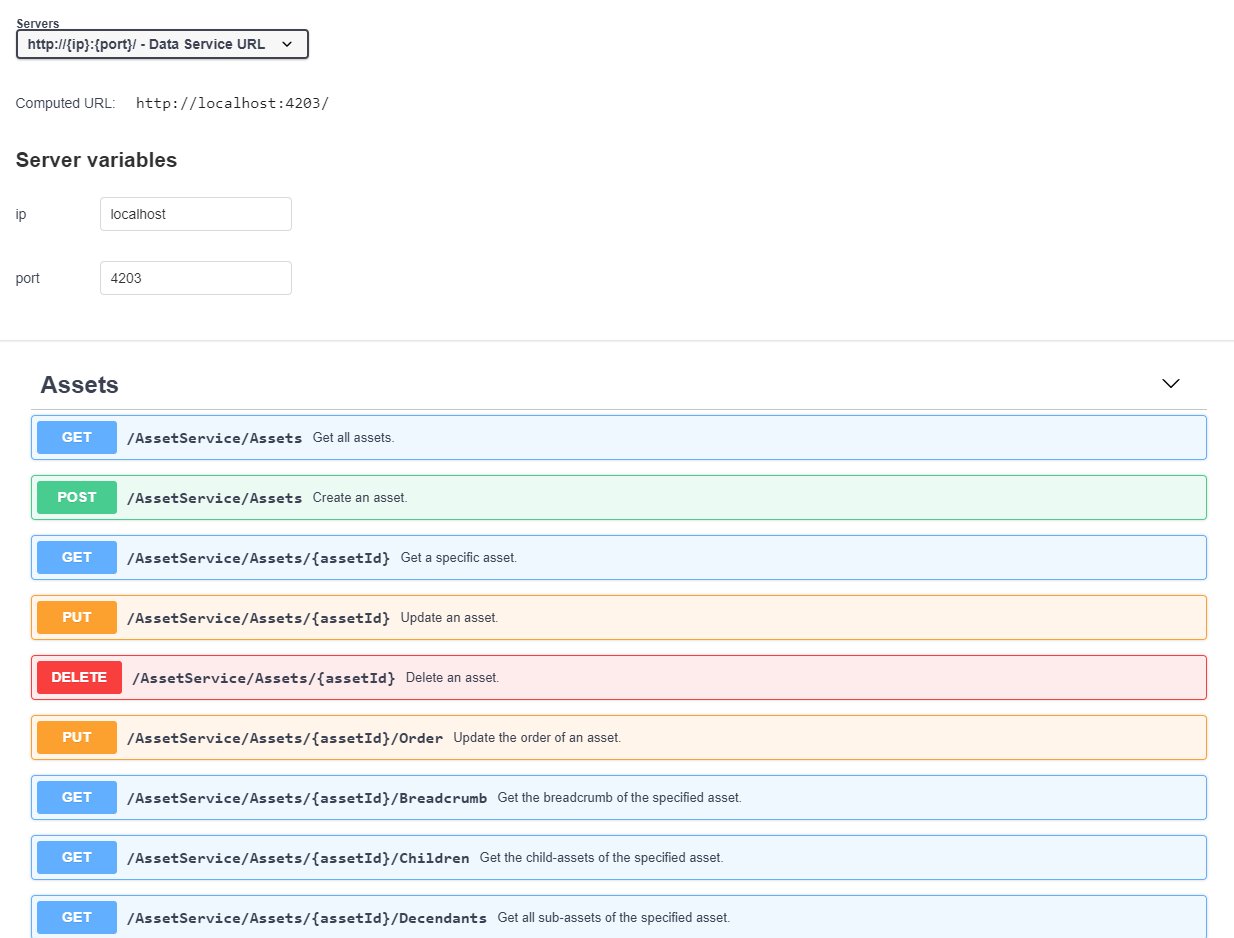 Servers
http://{ip}:{port}/ - Data Service URL
Computed URL: http://localhost:4203/
Server variables
ip localhost
port 4203
Assets
GET /AssetService/Assets Get all assets.
POST /AssetService/Assets Create an asset.
GET /AssetService/Assets/{assetId} Get a specific asset.
PUT /AssetService/Assets/{assetId} Update an asset.
DELETE /AssetService/Assets/{assetId} Delete an asset.
PUT /AssetService/Assets/{assetId}/Order Update the order of an asset.
GET /AssetService/Assets/{assetId}/Breadcrumb Get the breadcrumb of the specified asset.
GET /AssetService/Assets/{assetId}/Children Get the child-assets of the specified asset.
GET /AssetService/Assets/{assetId}/Decendants Get all sub-assets of the specified asset.